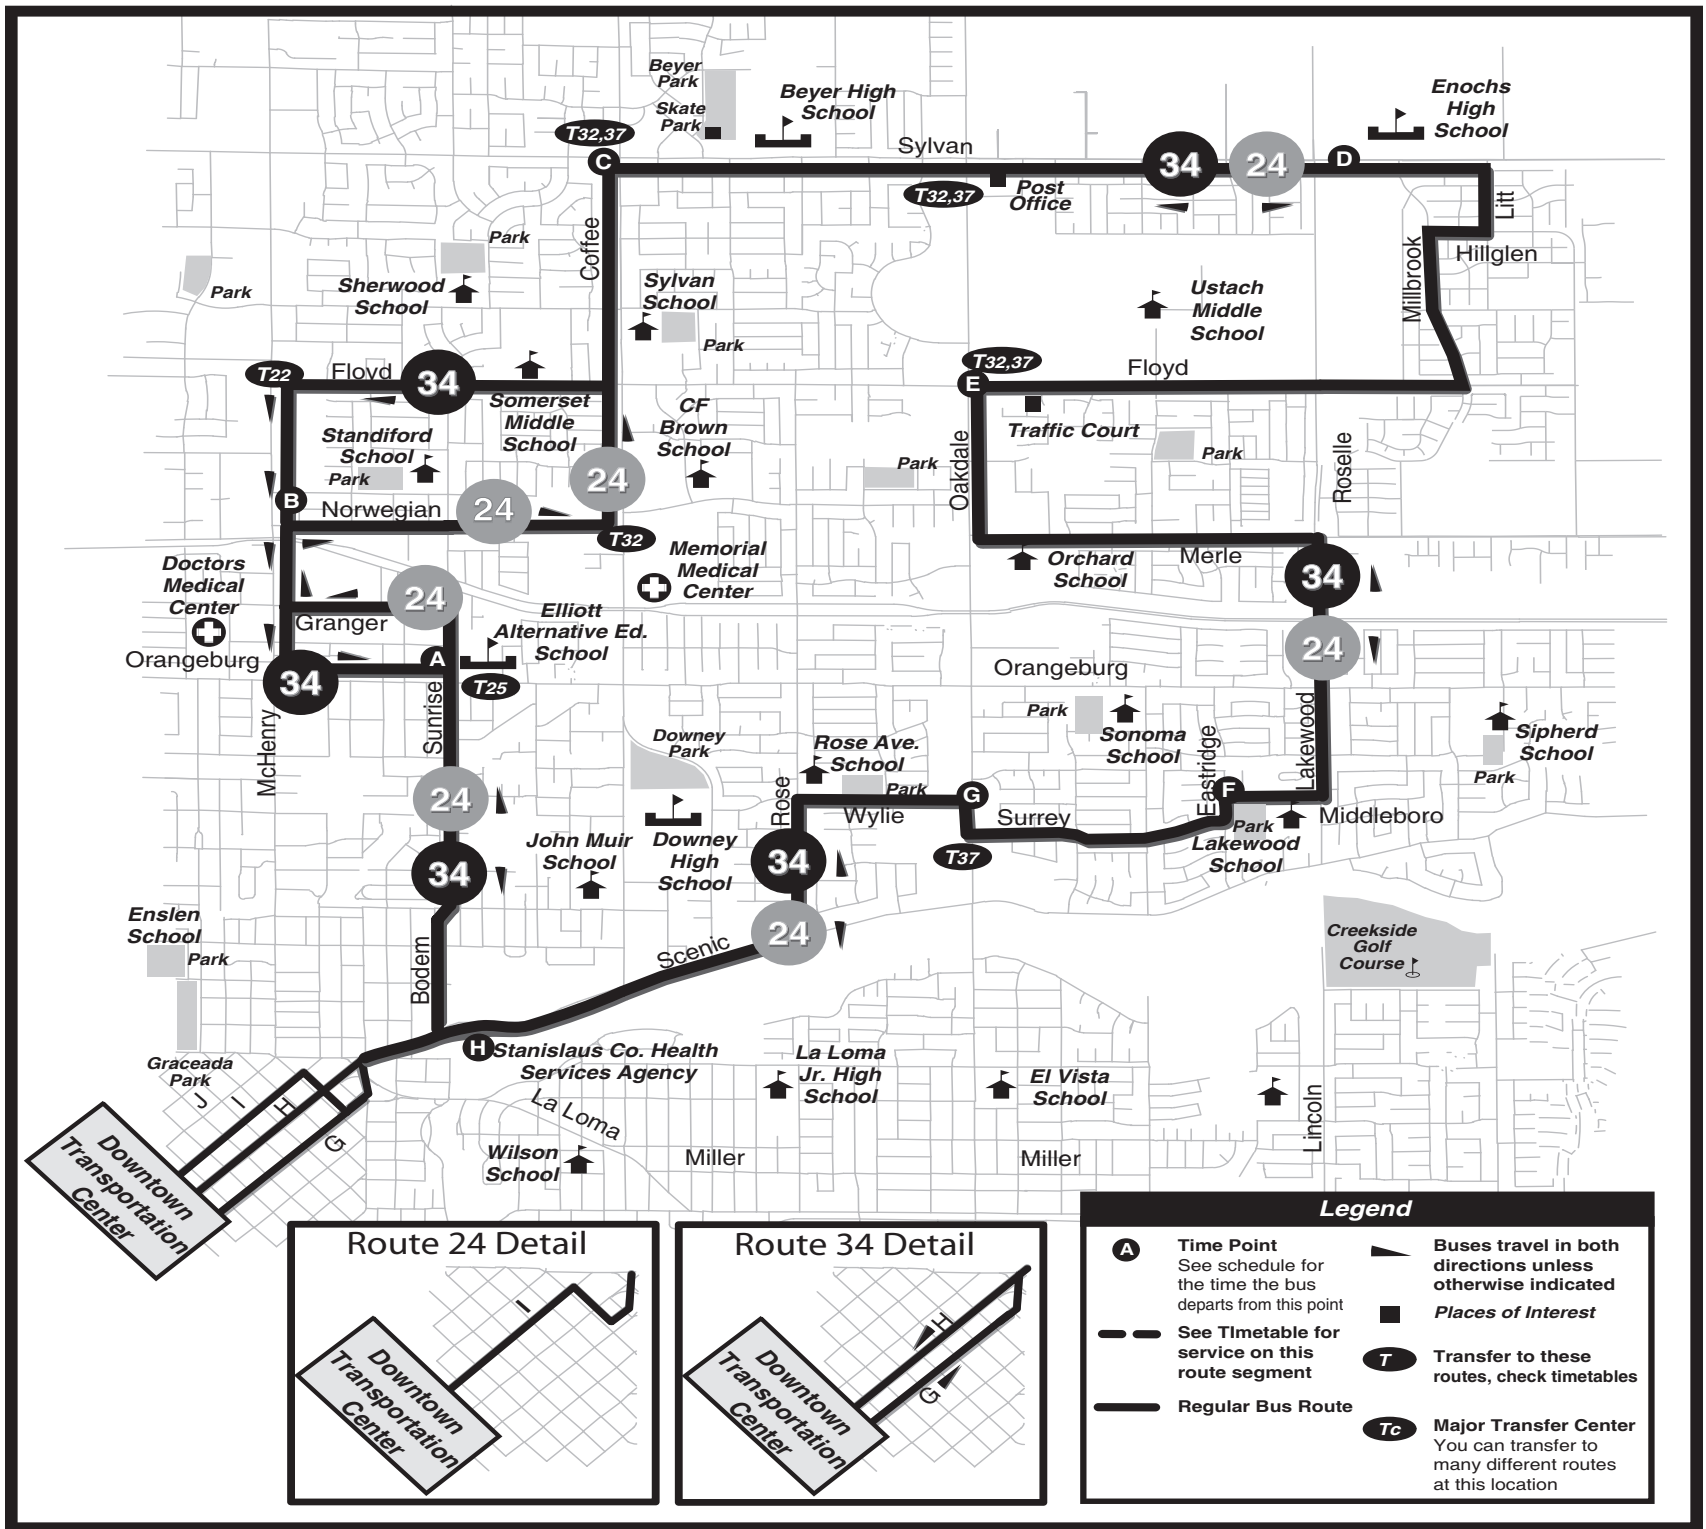 Beyer
Park
Skate
Park
Beyer High
School
Enochs
High
School
T32,37
C
Sylvan
34
24
D
T32,37
Post
Office
Litt
Coffee
Park
Hillglen
Millbrook
Sherwood
School
Park
Sylvan
School
Ustach
Middle
School
Park
T22
Floyd
34
T32,37
E
Floyd
Somerset
Middle
School
CF
Brown
School
Traffic Court
Standiford
School
Park
Park
Park
Oakdale
Roselle
B
24
Norwegian
24
T32
Memorial
Medical
Center
Orchard
School
Merle
34
Doctors
Medical
Center
24
Granger
Elliott
Alternative Ed.
School
24
Orangeburg
A
34
T25
Orangeburg
McHenry
Sunrise
Park
Sonoma
School
Eastridge
Lakewood
Sipherd
School
Park
Downey
Park
Rose Ave.
School
Park
Rose
24
G
F
Wylie
Surrey
Middleboro
Park
Lakewood
School
John Muir
School
Downey
High
School
34
T37
34
24
Enslen
School
Park
Bodem
Scenic
Creekside
Golf
Course
H
Stanislaus Co. Health
Services Agency
La Loma
Jr. High
School
El Vista
School
Graceada
Park
J
I
H
G
La Loma
Lincoln
Downtown
Transportation
Center
Wilson
School
Miller
Miller
Route 24 Detail
I
Downtown
Transportation
Center
Route 34 Detail
H
G
Downtown
Transportation
Center
Legend
A
Time Point
See schedule for
the time the bus
departs from this point
See TImetable for
service on this
route segment
Regular Bus Route
Buses travel in both
directions unless
otherwise indicated
Places of Interest
T
Transfer to these
routes, check timetables
Tc
Major Transfer Center
You can transfer to
many different routes
at this location